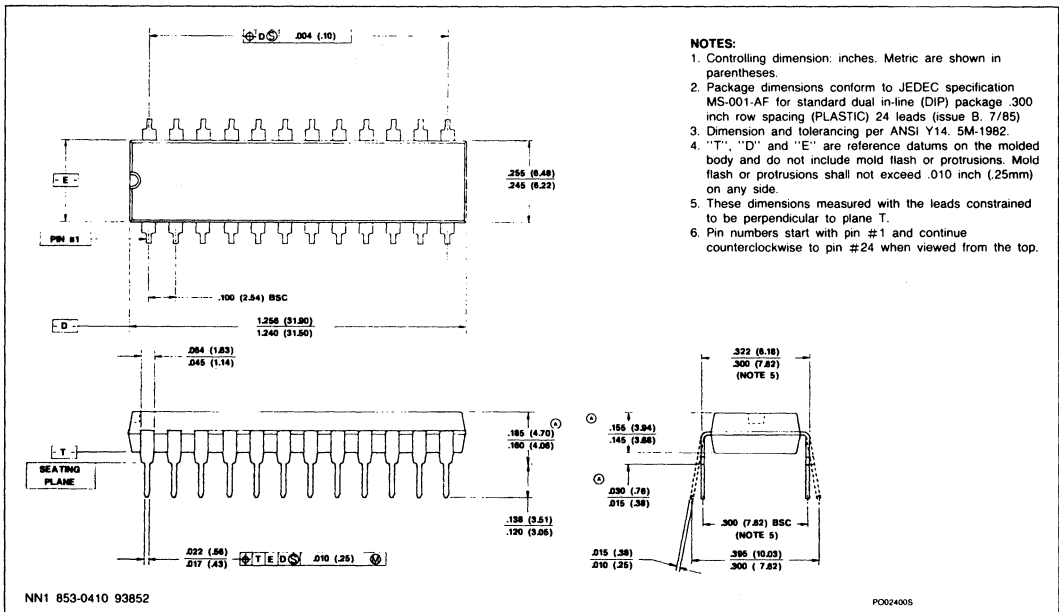 D Ⓢ .004 (.10)
NOTES:
1. Controlling dimension: inches. Metric are shown in
parentheses.
2. Package dimensions conform to JEDEC specification
MS-001-AF for standard dual in-line (DIP) package .300
inch row spacing (PLASTIC) 24 leads (issue B. 7/85)
3. Dimension and tolerancing per ANSI Y14. 5M-1982.
4. "T", "D" and "E" are reference datums on the molded
body and do not include mold flash or protrusions. Mold
flash or protrusions shall not exceed .010 inch (.25mm)
on any side.
5. These dimensions measured with the leads constrained
to be perpendicular to plane T.
6. Pin numbers start with pin #1 and continue
counterclockwise to pin #24 when viewed from the top.
- E -
.255 (6.48)
.245 (6.22)
PIN #1
.100 (2.54) BSC
- D -
1.256 (31.90)
1.240 (31.50)
.064 (1.63)
.045 (1.14)
.322 (8.18)
.300 (7.62)
(NOTE 5)
.185 (4.70)
.160 (4.06)
.155 (3.94)
.145 (3.68)
- T -
SEATING
PLANE
.030 (.76)
.015 (.38)
.138 (3.51)
.120 (3.05)
.300 (7.62) BSC
(NOTE 5)
.022 (.56)
.017 (.43)
T E D Ⓢ .010 (.25) Ⓜ
.015 (.38)
.010 (.25)
.395 (10.03)
.300 ( 7.62)
NN1 853-0410 93852
PO02400S